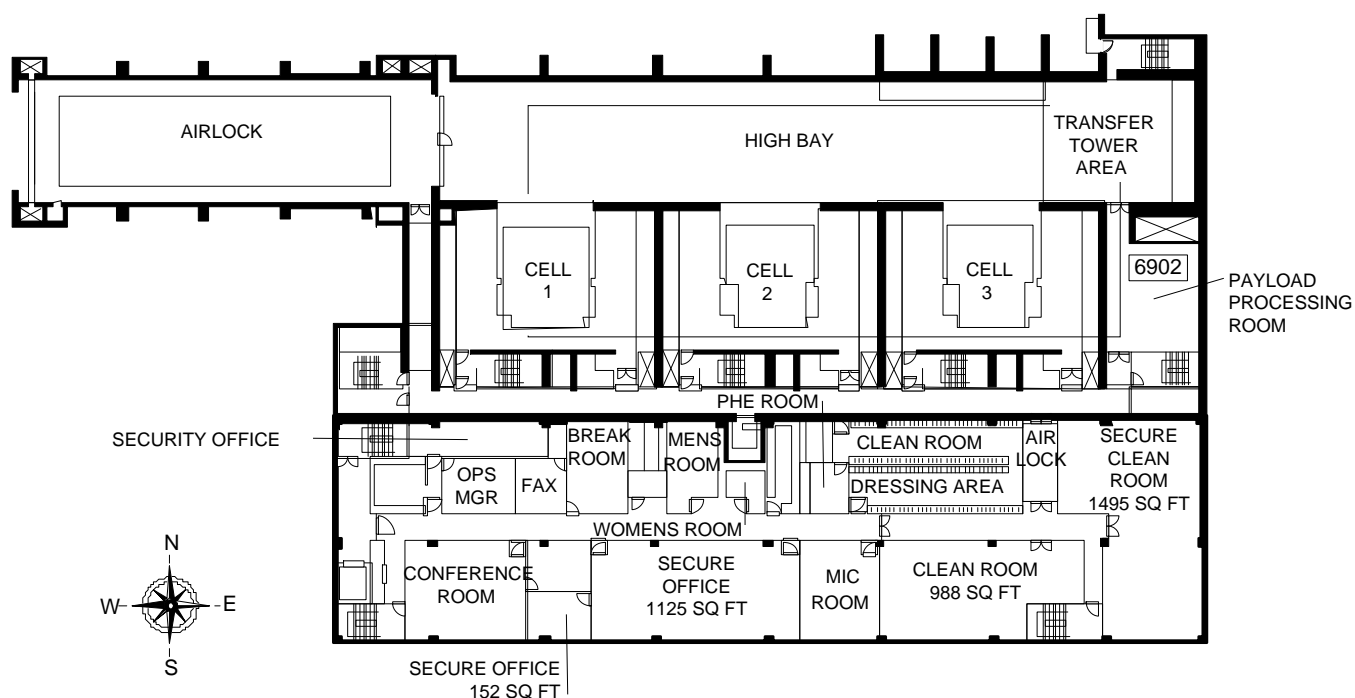 AIRLOCK
HIGH BAY
TRANSFER
TOWER
AREA
CELL
1
CELL
2
CELL
3
6902
PAYLOAD
PROCESSING
ROOM
PHE ROOM
SECURITY OFFICE
BREAK
ROOM
MENS
ROOM
CLEAN ROOM
AIR
LOCK
SECURE
CLEAN
ROOM
1495 SQ FT
OPS
MGR
FAX
DRESSING AREA
WOMENS ROOM
CONFERENCE
ROOM
SECURE
OFFICE
1125 SQ FT
MIC
ROOM
CLEAN ROOM
988 SQ FT
N
W
E
S
SECURE OFFICE
152 SQ FT